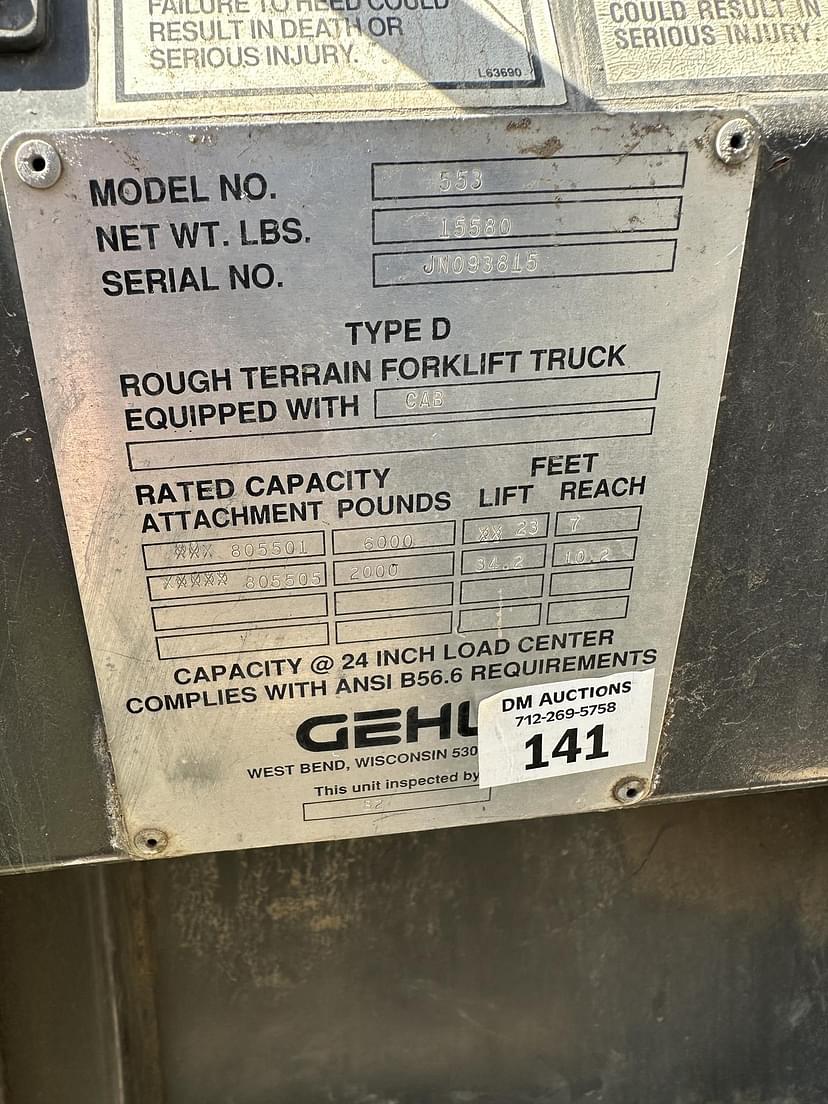 FAILURE TO HEED COULD
RESULT IN DEATH OR
SERIOUS INJURY.
L63690
COULD RESULT IN
SERIOUS INJURY.
MODEL NO. 553
NET WT. LBS. 15580
SERIAL NO. JN093815
TYPE D
ROUGH TERRAIN FORKLIFT TRUCK
EQUIPPED WITH CAB
RATED CAPACITY FEET
ATTACHMENT POUNDS LIFT REACH
XXX 805501 6000 XX 23 7
XXXXX 805505 2000 34.2 10.2
CAPACITY @ 24 INCH LOAD CENTER
COMPLIES WITH ANSI B56.6 REQUIREMENTS
GEHL
WEST BEND, WISCONSIN 530
This unit inspected by
82
DM AUCTIONS
712-269-5758
141